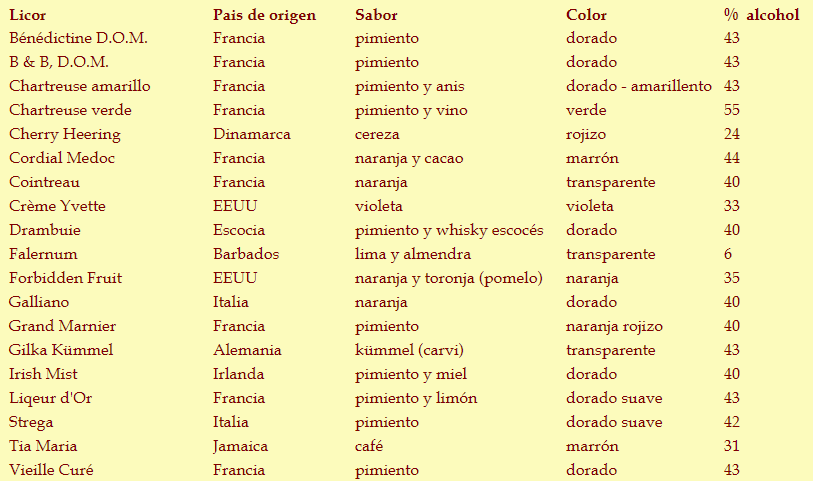 Licor Pais de origen Sabor Color % alcohol
Bénédictine D.O.M. Francia pimiento dorado 43
B & B, D.O.M. Francia pimiento dorado 43
Chartreuse amarillo Francia pimiento y anis dorado - amarillento 43
Chartreuse verde Francia pimiento y vino verde 55
Cherry Heering Dinamarca cereza rojizo 24
Cordial Medoc Francia naranja y cacao marrón 44
Cointreau Francia naranja transparente 40
Crème Yvette EEUU violeta violeta 33
Drambuie Escocia pimiento y whisky escocés dorado 40
Falernum Barbados lima y almendra transparente 6
Forbidden Fruit EEUU naranja y toronja (pomelo) naranja 35
Galliano Italia naranja dorado 40
Grand Marnier Francia pimiento naranja rojizo 40
Gilka Kümmel Alemania kümmel (carvi) transparente 43
Irish Mist Irlanda pimiento y miel dorado 40
Liqeur d'Or Francia pimiento y limón dorado suave 43
Strega Italia pimiento dorado suave 42
Tia Maria Jamaica café marrón 31
Vieille Curé Francia pimiento dorado 43